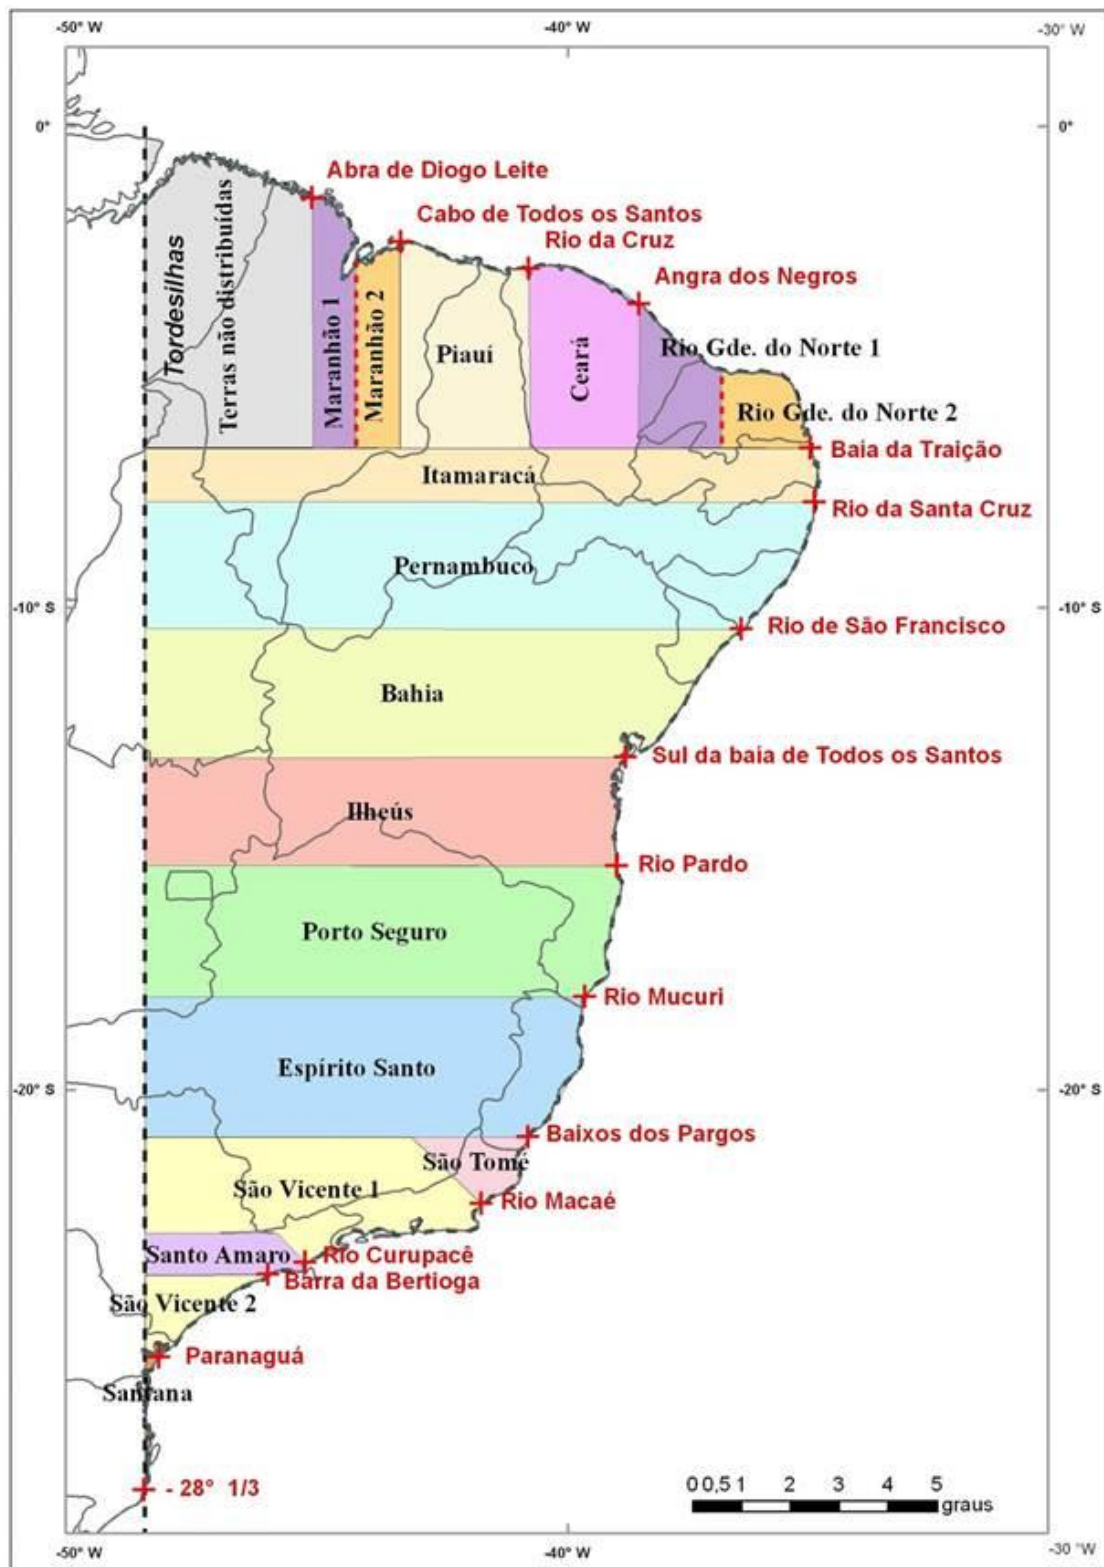 -50° W
-40° W
-30° W
0°
0°
Abra de Diogo Leite
Cabo de Todos os Santos
Rio da Cruz
Angra dos Negros
Tordesilhas
Terras não distribuídas
Maranhão 1
Maranhão 2
Piauí
Ceará
Rio Gde. do Norte 1
Rio Gde. do Norte 2
Baia da Traição
Itamaracá
Rio da Santa Cruz
Pernambuco
-10° S
-10° S
Rio de São Francisco
Bahia
Sul da baia de Todos os Santos
Ilheús
Rio Pardo
Porto Seguro
Rio Mucuri
Espírito Santo
-20° S
-20° S
Baixos dos Pargos
São Tomé
São Vicente 1
Rio Macaé
Santo Amaro
Rio Curupacê
Barra da Bertioga
São Vicente 2
Paranaguá
Santana
- 28° 1/3
0 0,5 1 2 3 4 5
graus
-50° W
-40° W
-30 °W